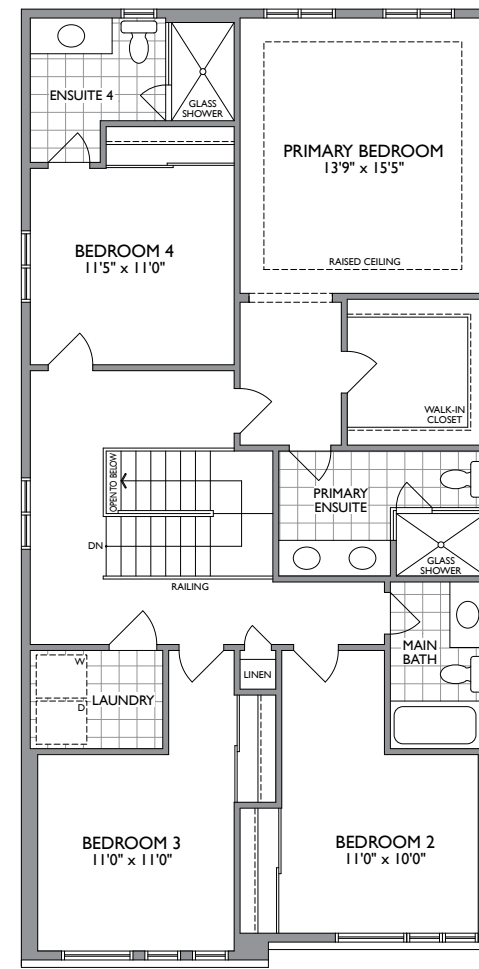 ENSUITE 4
GLASS
SHOWER
PRIMARY BEDROOM
13'9" x 15'5"
RAISED CEILING
BEDROOM 4
11'5" x 11'0"
WALK-IN
CLOSET
OPEN TO BELOW
PRIMARY
ENSUITE
DN
GLASS
SHOWER
RAILING
MAIN
BATH
W
D
LAUNDRY
LINEN
BEDROOM 3
11'0" x 11'0"
BEDROOM 2
11'0" x 10'0"